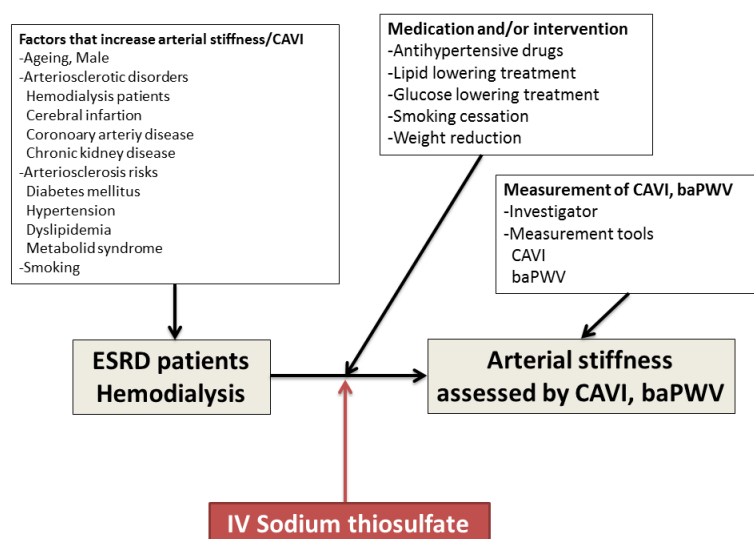 Factors that increase arterial stiffness/CAVI
-Ageing, Male
-Arteriosclerotic disorders
Hemodialysis patients
Cerebral infartion
Coronoary arteriy disease
Chronic kidney disease
-Arteriosclerosis risks
Diabetes mellitus
Hypertension
Dyslipidemia
Metabolid syndrome
-Smoking
Medication and/or intervention
-Antihypertensive drugs
-Lipid lowering treatment
-Glucose lowering treatment
-Smoking cessation
-Weight reduction
Measurement of CAVI, baPWV
-Investigator
-Measurement tools
CAVI
baPWV
ESRD patients
Hemodialysis
Arterial stiffness
assessed by CAVI, baPWV
IV Sodium thiosulfate